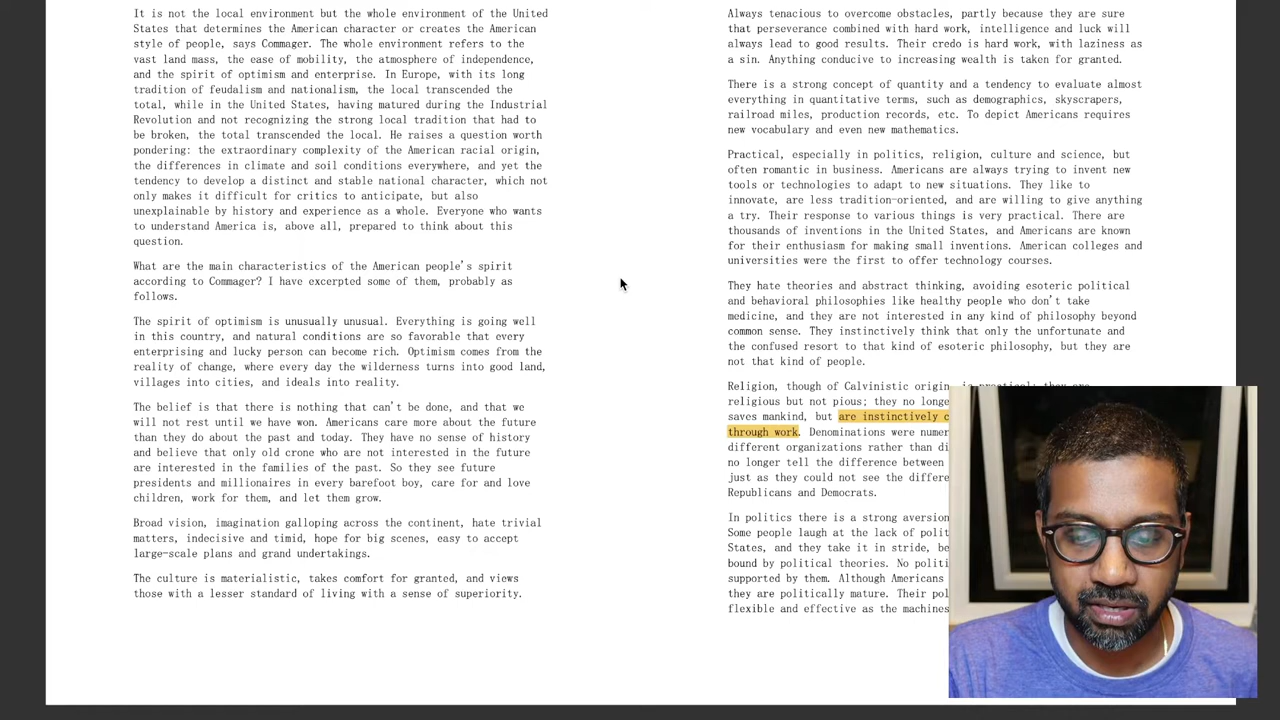 It is not the local environment but the whole environment of the United
States that determines the American character or creates the American
style of people, says Commager. The whole environment refers to the
vast land mass, the ease of mobility, the atmosphere of independence,
and the spirit of optimism and enterprise. In Europe, with its long
tradition of feudalism and nationalism, the local transcended the
total, while in the United States, having matured during the Industrial
Revolution and not recognizing the strong local tradition that had to
be broken, the total transcended the local. He raises a question worth
pondering: the extraordinary complexity of the American racial origin,
the differences in climate and soil conditions everywhere, and yet the
tendency to develop a distinct and stable national character, which not
only makes it difficult for critics to anticipate, but also
unexplainable by history and experience as a whole. Everyone who wants
to understand America is, above all, prepared to think about this
question.
What are the main characteristics of the American people's spirit
according to Commager? I have excerpted some of them, probably as
follows.
The spirit of optimism is unusually unusual. Everything is going well
in this country, and natural conditions are so favorable that every
enterprising and lucky person can become rich. Optimism comes from the
reality of change, where every day the wilderness turns into good land,
villages into cities, and ideals into reality.
The belief is that there is nothing that can't be done, and that we
will not rest until we have won. Americans care more about the future
than they do about the past and today. They have no sense of history
and believe that only old crone who are not interested in the future
are interested in the families of the past. So they see future
presidents and millionaires in every barefoot boy, care for and love
children, work for them, and let them grow.
Broad vision, imagination galloping across the continent, hate trivial
matters, indecisive and timid, hope for big scenes, easy to accept
large-scale plans and grand undertakings.
The culture is materialistic, takes comfort for granted, and views
those with a lesser standard of living with a sense of superiority.
Always tenacious to overcome obstacles, partly because they are sure
that perseverance combined with hard work, intelligence and luck will
always lead to good results. Their credo is hard work, with laziness as
a sin. Anything conducive to increasing wealth is taken for granted.
There is a strong concept of quantity and a tendency to evaluate almost
everything in quantitative terms, such as demographics, skyscrapers,
railroad miles, production records, etc. To depict Americans requires
new vocabulary and even new mathematics.
Practical, especially in politics, religion, culture and science, but
often romantic in business. Americans are always trying to invent new
tools or technologies to adapt to new situations. They like to
innovate, are less tradition-oriented, and are willing to give anything
a try. Their response to various things is very practical. There are
thousands of inventions in the United States, and Americans are known
for their enthusiasm for making small inventions. American colleges and
universities were the first to offer technology courses.
They hate theories and abstract thinking, avoiding esoteric political
and behavioral philosophies like healthy people who don't take
medicine, and they are not interested in any kind of philosophy beyond
common sense. They instinctively think that only the unfortunate and
the confused resort to that kind of esoteric philosophy, but they are
not that kind of people.
Religion, though of Calvinistic origin, is practical; they are
religious but not pious; they no longe
saves mankind, but are instinctively c
through work. Denominations were numer
different organizations rather than di
no longer tell the difference between
just as they could not see the differe
Republicans and Democrats.
In politics there is a strong aversion
Some people laugh at the lack of polit
States, and they take it in stride, be
bound by political theories. No politi
supported by them. Although Americans
they are politically mature. Their pol
flexible and effective as the machines